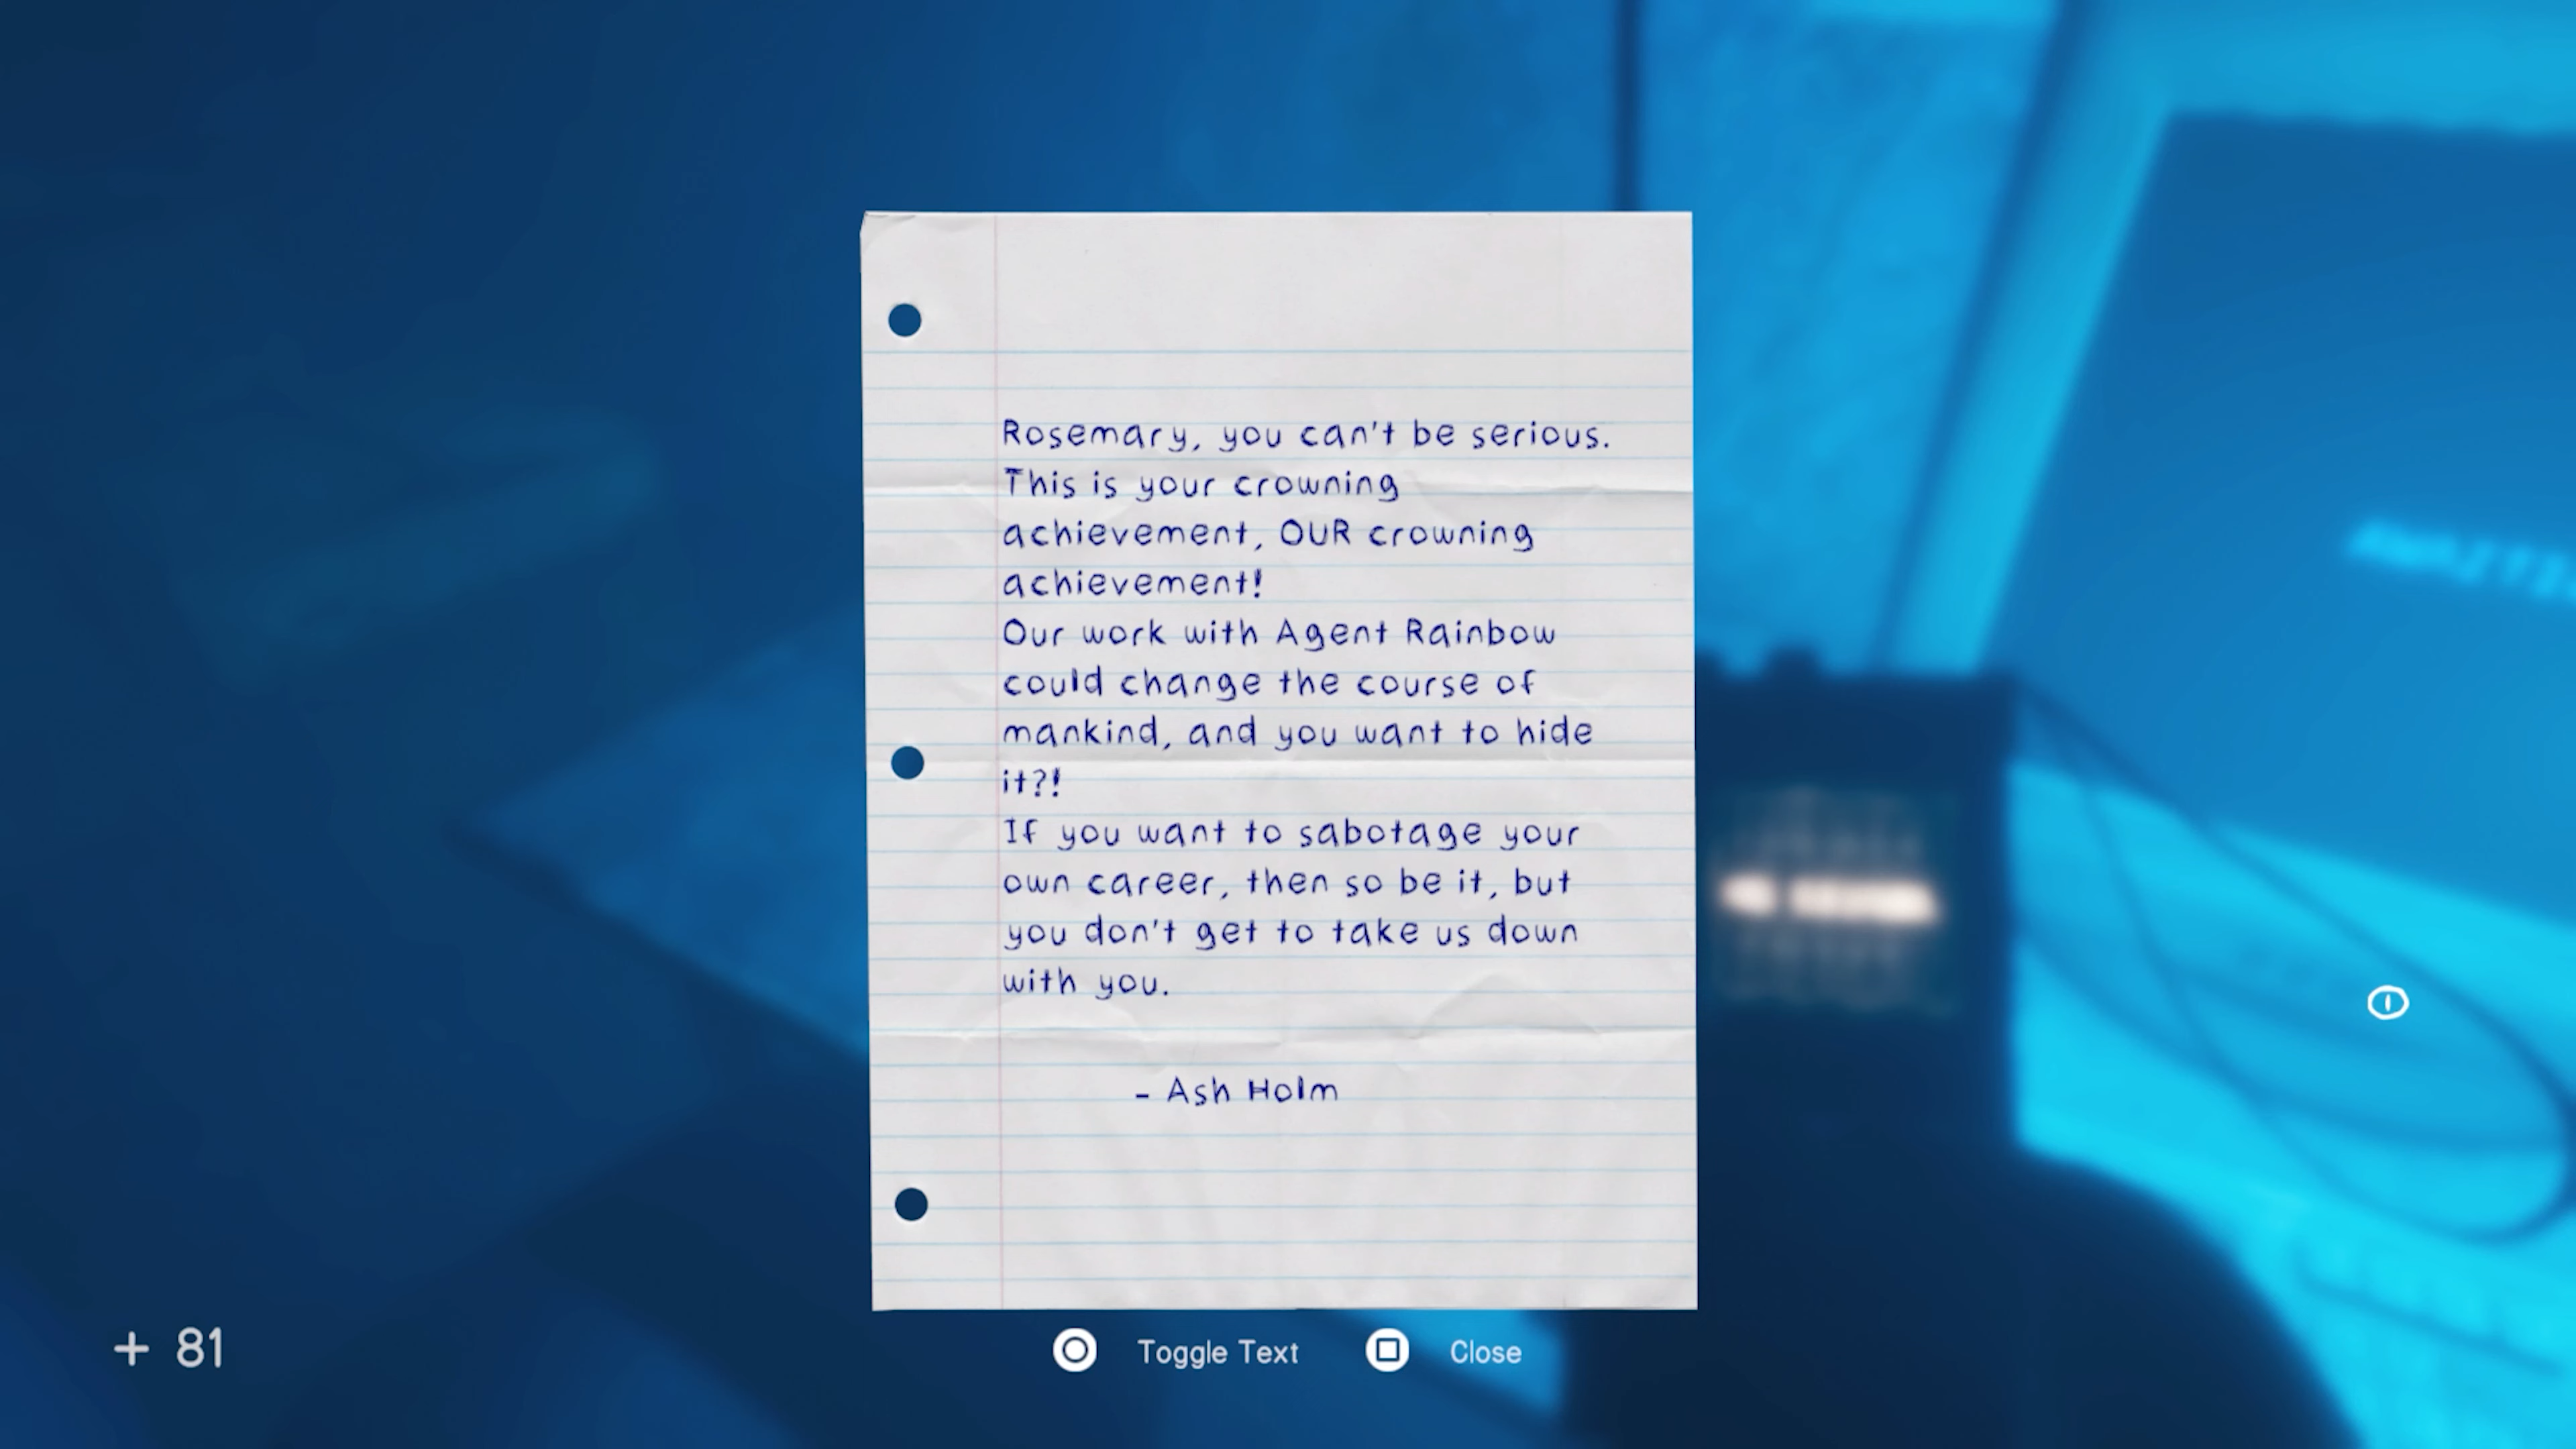 Rosemary, you can't be serious.
This is your crowning
achievement, OUR crowning
achievement!
Our work with Agent Rainbow
could change the course of
mankind, and you want to hide
it?!
If you want to sabotage your
own career, then so be it, but
you don't get to take us down
with you.
- Ash Holm
+ 81
Toggle Text
Close